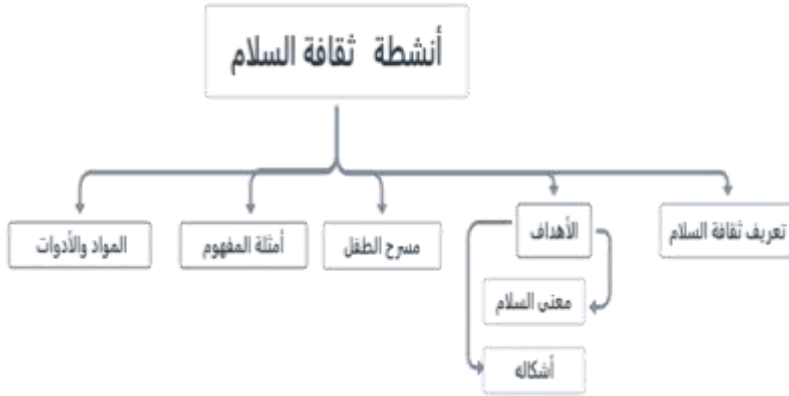 أنشطة ثقافة السلام
تعريف ثقافة السلام
الأهداف
مسرح الطفل
أمثلة المفهوم
المواد والأدوات
معنى السلام
أشكاله